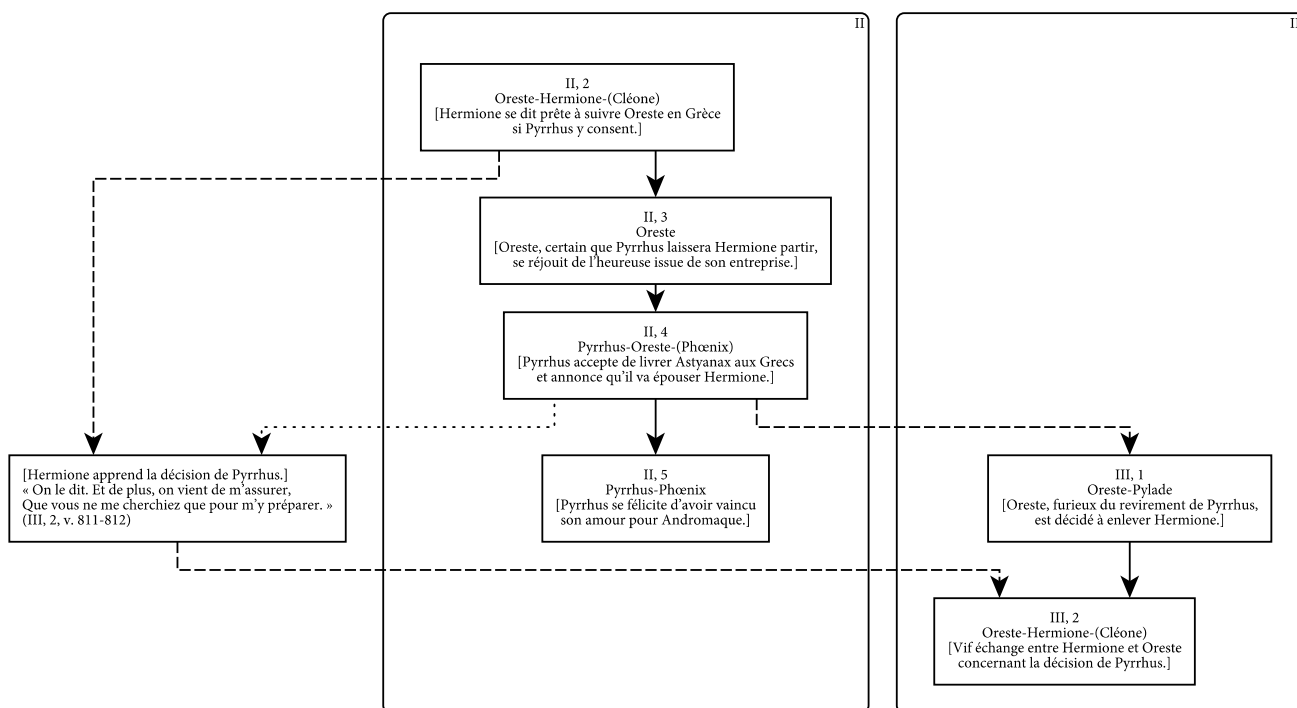 II
II
II, 2
Oreste-Hermione-(Cléone)
[Hermione se dit prête à suivre Oreste en Grèce
si Pyrrhus y consent.]
II, 3
Oreste
[Oreste, certain que Pyrrhus laissera Hermione partir,
se réjouit de l'heureuse issue de son entreprise.]
II, 4
Pyrrhus-Oreste-(Phœnix)
[Pyrrhus accepte de livrer Astyanax aux Grecs
et annonce qu'il va épouser Hermione.]
[Hermione apprend la décision de Pyrrhus.]
« On le dit. Et de plus, on vient de m'assurer,
Que vous ne me cherchiez que pour m'y préparer. »
(III, 2, v. 811-812)
II, 5
Pyrrhus-Phœnix
[Pyrrhus se félicite d'avoir vaincu
son amour pour Andromaque.]
III, 1
Oreste-Pylade
[Oreste, furieux du revirement de Pyrrhus,
est décidé à enlever Hermione.]
III, 2
Oreste-Hermione-(Cléone)
[Vif échange entre Hermione et Oreste
concernant la décision de Pyrrhus.]